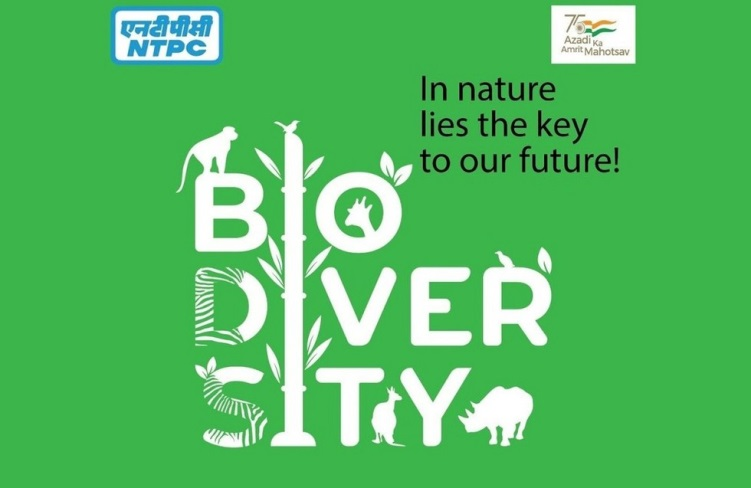 एनटीपीसी
NTPC
75
Azadi Ka
Amrit Mahotsav
In nature
lies the key
to our future!
BIO
DIVER
SITY